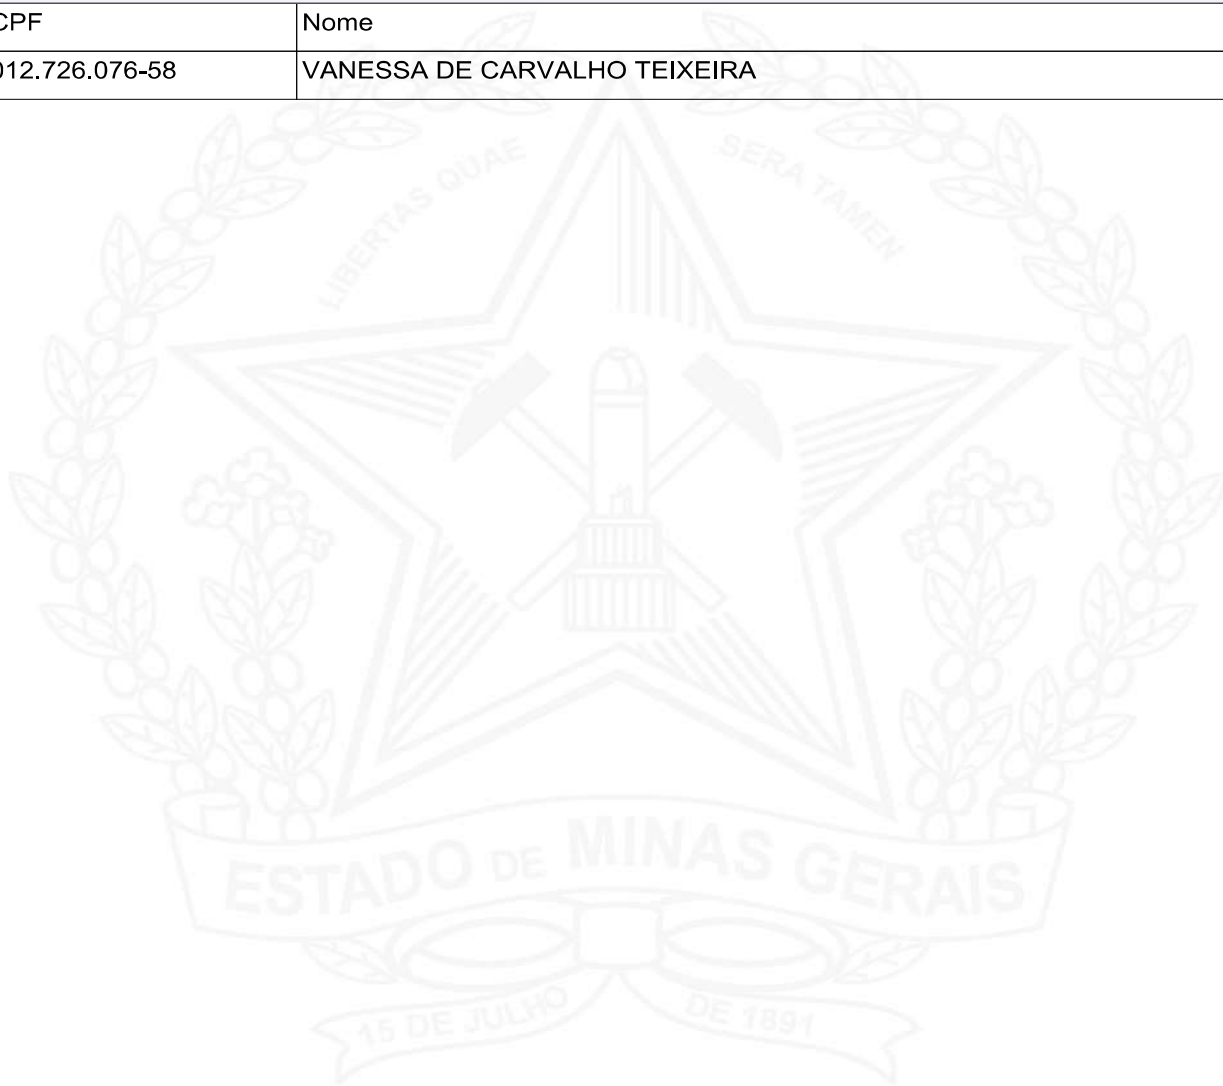 CPF Nome
012.726.076-58 VANESSA DE CARVALHO TEIXEIRA
LIBERTAS QUAE SERA TAMEN
ESTADO DE MINAS GERAIS
15 DE JULHO DE 1891